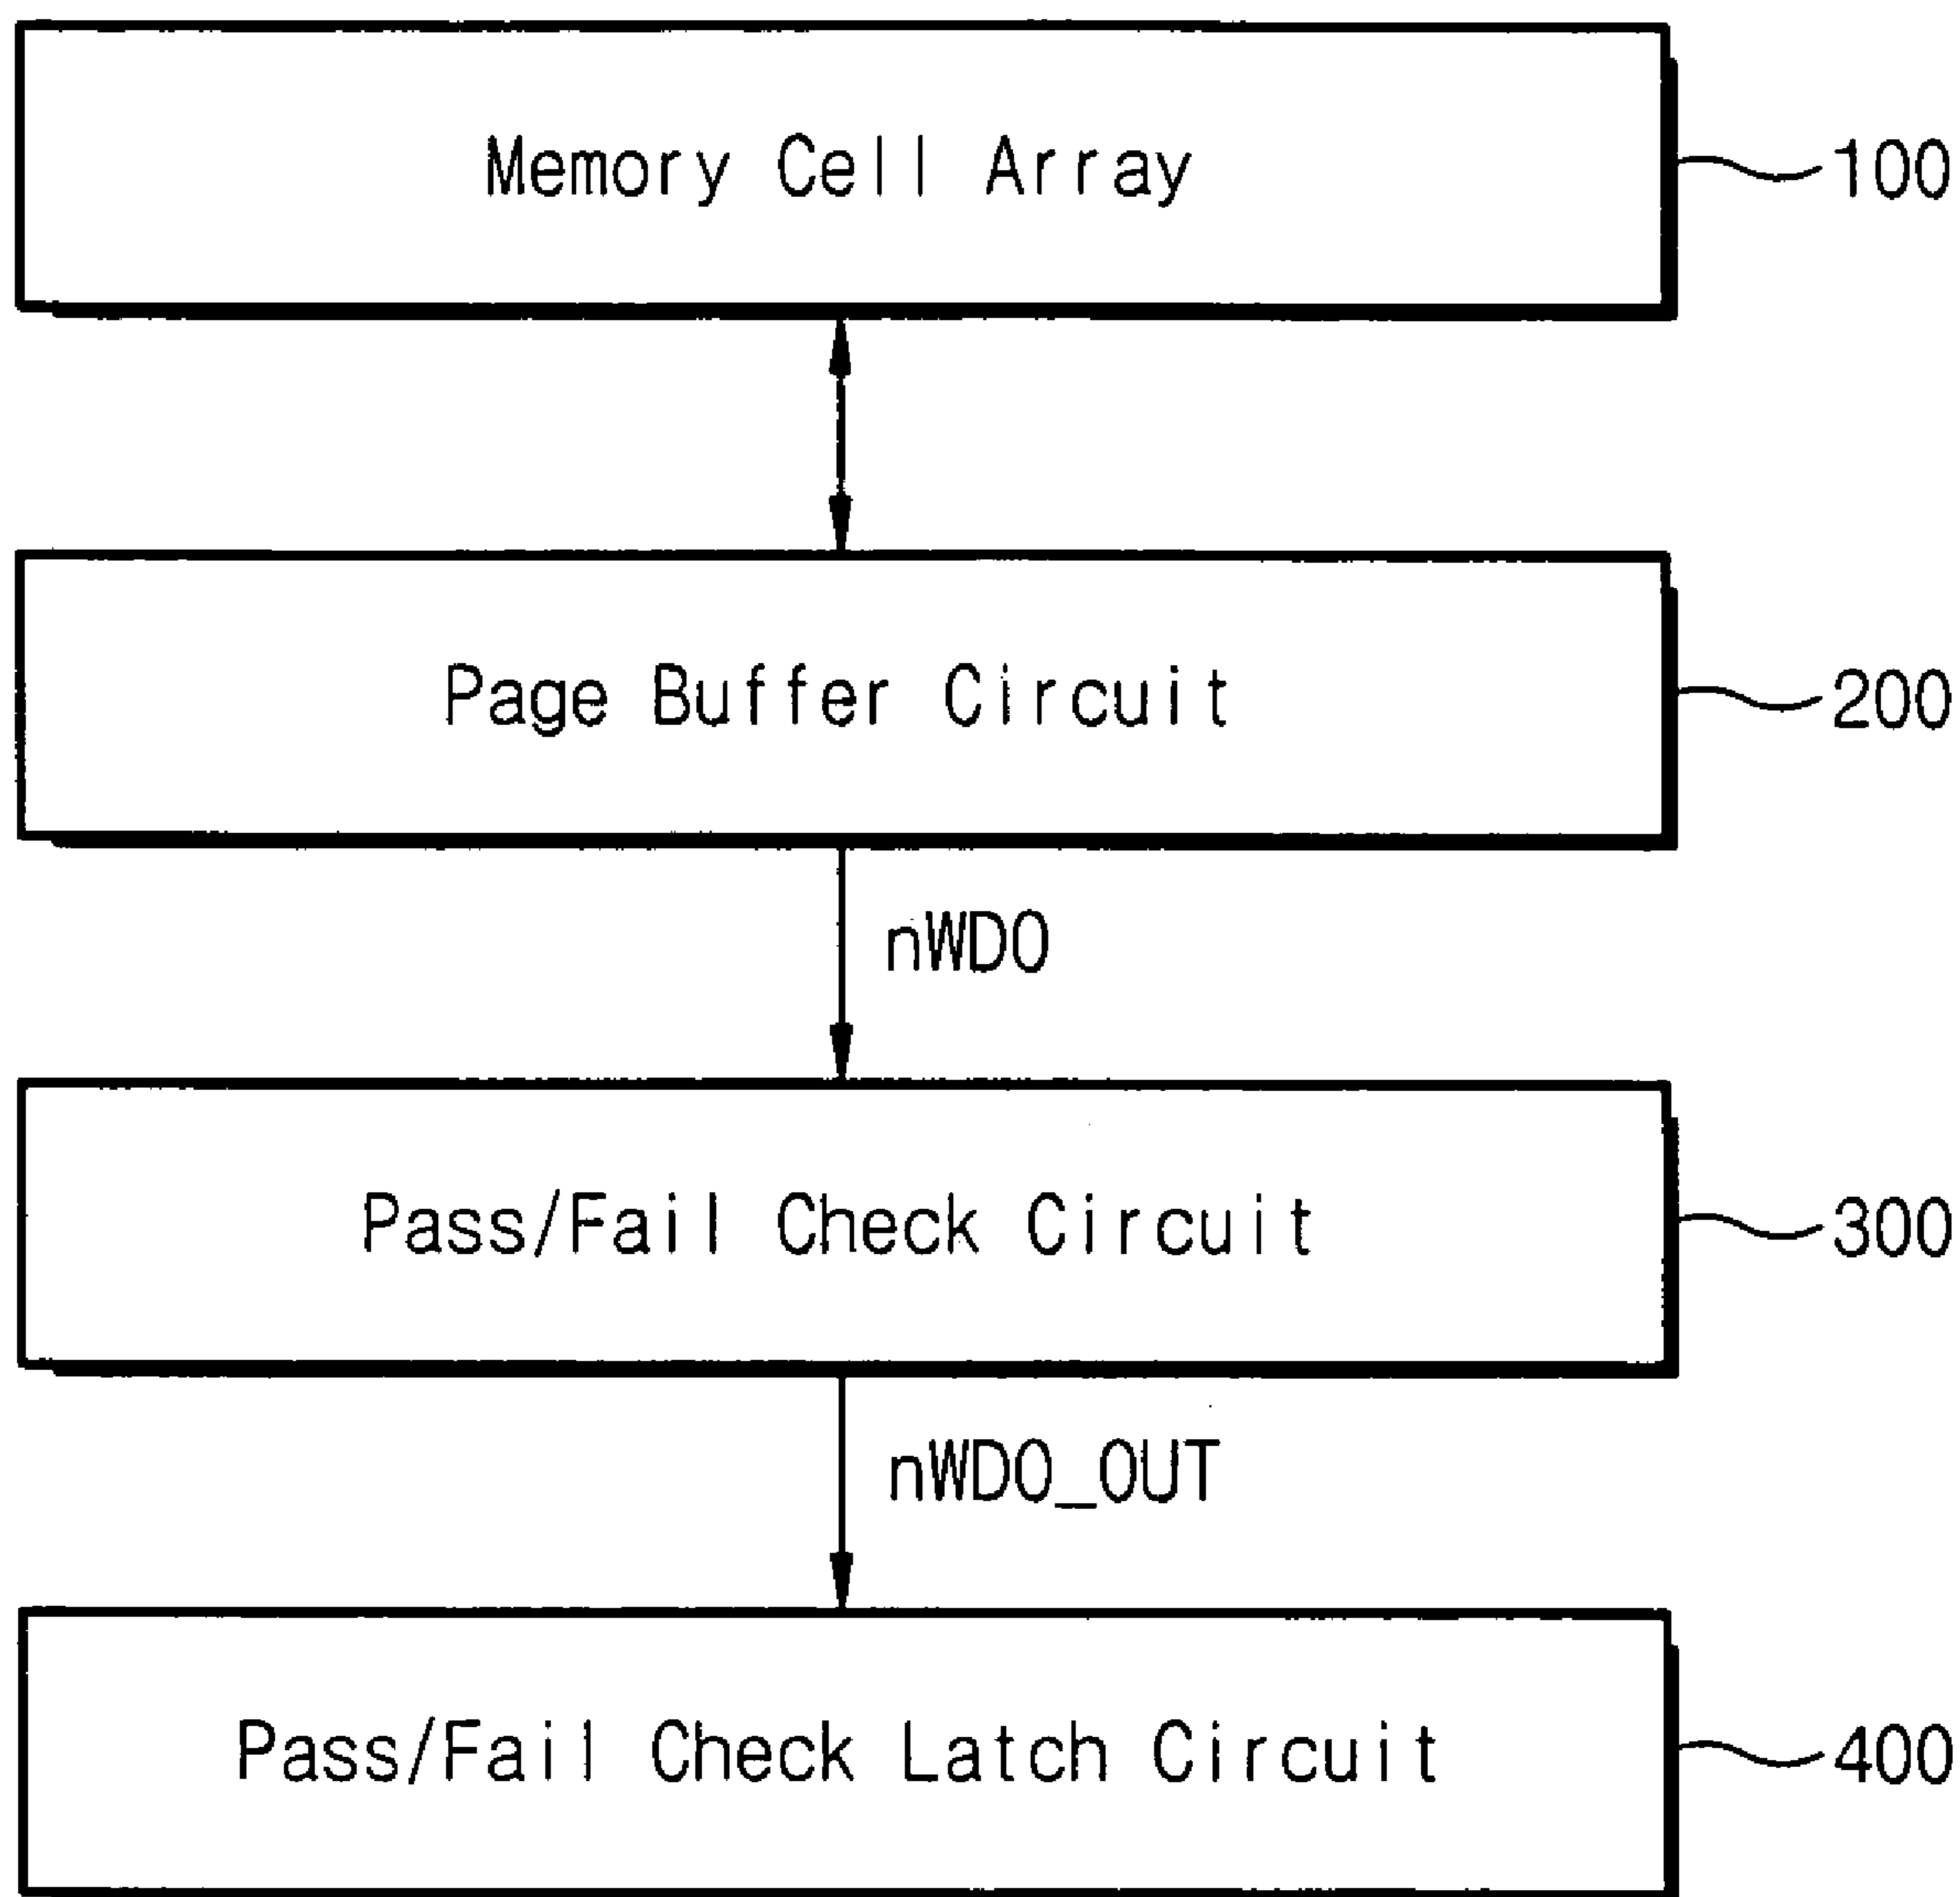 Memory Cell Array 100
Page Buffer Circuit 200
nWDO
Pass/Fail Check Circuit 300
nWDO_OUT
Pass/Fail Check Latch Circuit 400